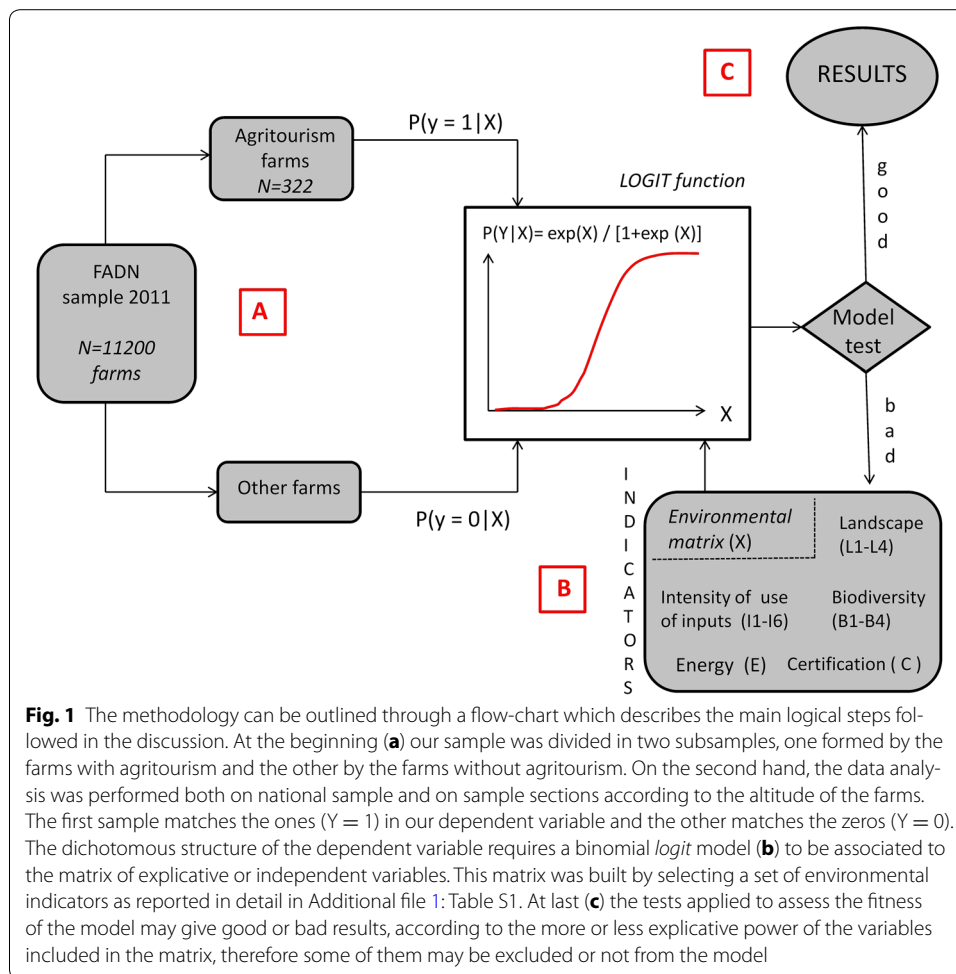 C
RESULTS
Agritourism
farms
N=322
P(y = 1|X)
LOGIT function
good
P(Y|X)= exp(X) / [1+exp (X)]
FADN
sample 2011
N=11200
farms
A
Model
test
X
bad
Other farms
P(y = 0|X)
INDICATORS
Environmental
matrix (X)
Landscape
(L1-L4)
B
Intensity of use
of inputs (I1-I6)
Biodiversity
(B1-B4)
Energy (E)
Certification ( C )
Fig. 1 The methodology can be outlined through a flow-chart which describes the main logical steps fol-
lowed in the discussion. At the beginning (a) our sample was divided in two subsamples, one formed by the
farms with agritourism and the other by the farms without agritourism. On the second hand, the data analy-
sis was performed both on national sample and on sample sections according to the altitude of the farms.
The first sample matches the ones (Y = 1) in our dependent variable and the other matches the zeros (Y = 0).
The dichotomous structure of the dependent variable requires a binomial logit model (b) to be associated to
the matrix of explicative or independent variables. This matrix was built by selecting a set of environmental
indicators as reported in detail in Additional file 1: Table S1. At last (c) the tests applied to assess the fitness
of the model may give good or bad results, according to the more or less explicative power of the variables
included in the matrix, therefore some of them may be excluded or not from the model